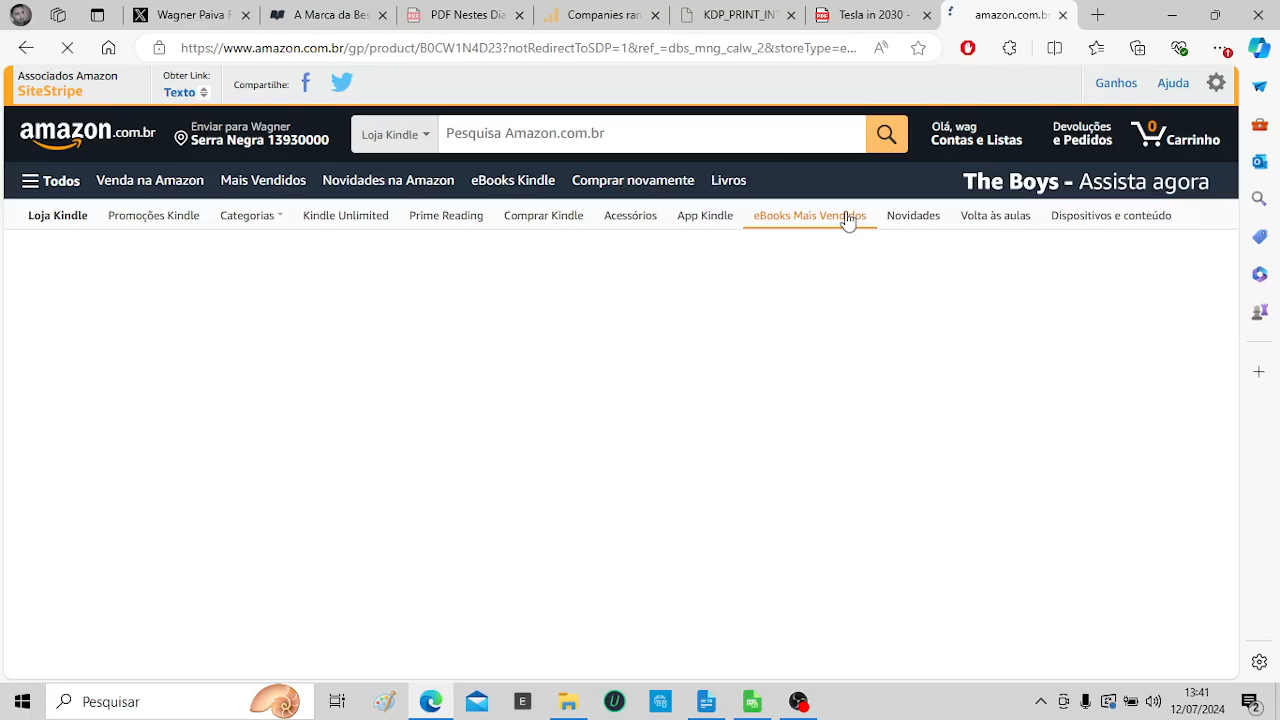 Wagner Paiva f
A Marca da Bes
PDF Nestes Dia
Companies ran
KDP_PRINT_INT
Tesla in 2030 -
amazon.com.br
https://www.amazon.com.br/gp/product/B0CW1N4D23?notRedirectToSDP=1&ref_=dbs_mng_calw_2&storeType=e...
Associados Amazon
SiteStripe
Obter Link:
Texto
Compartilhe:
Ganhos
Ajuda
amazon.com.br
Enviar para Wagner
Serra Negra 13930000
Loja Kindle
Pesquisa Amazon.com.br
Olá, wag
Contas e Listas
Devoluções
e Pedidos
0
Carrinho
Todos
Venda na Amazon
Mais Vendidos
Novidades na Amazon
eBooks Kindle
Comprar novamente
Livros
The Boys - Assista agora
Loja Kindle
Promoções Kindle
Categorias
Kindle Unlimited
Prime Reading
Comprar Kindle
Acessórios
App Kindle
eBooks Mais Vendidos
Novidades
Volta às aulas
Dispositivos e conteúdo
Pesquisar
E
13:41
12/07/2024
2